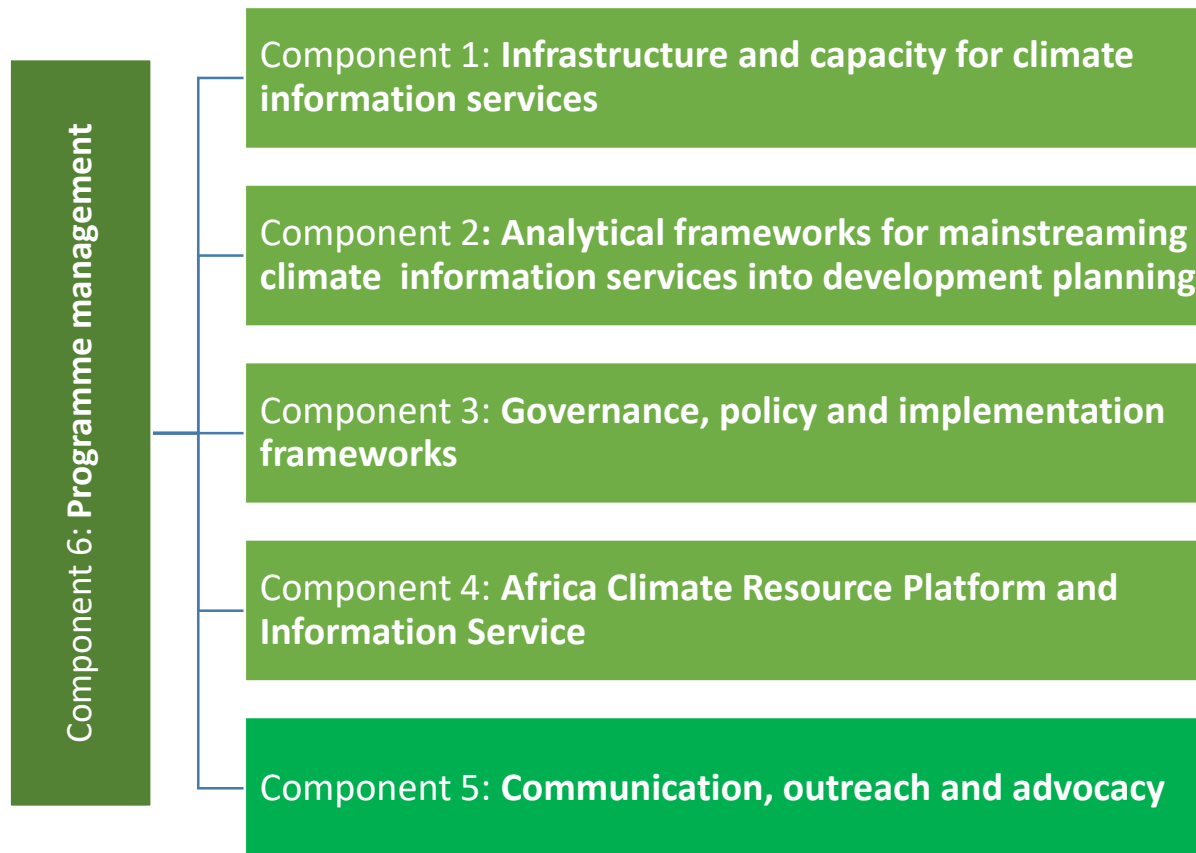 Component 6: Programme management
Component 1: Infrastructure and capacity for climate
information services
Component 2: Analytical frameworks for mainstreaming
climate  information services into development planning
Component 3: Governance, policy and implementation
frameworks
Component 4: Africa Climate Resource Platform and
Information Service
Component 5: Communication, outreach and advocacy